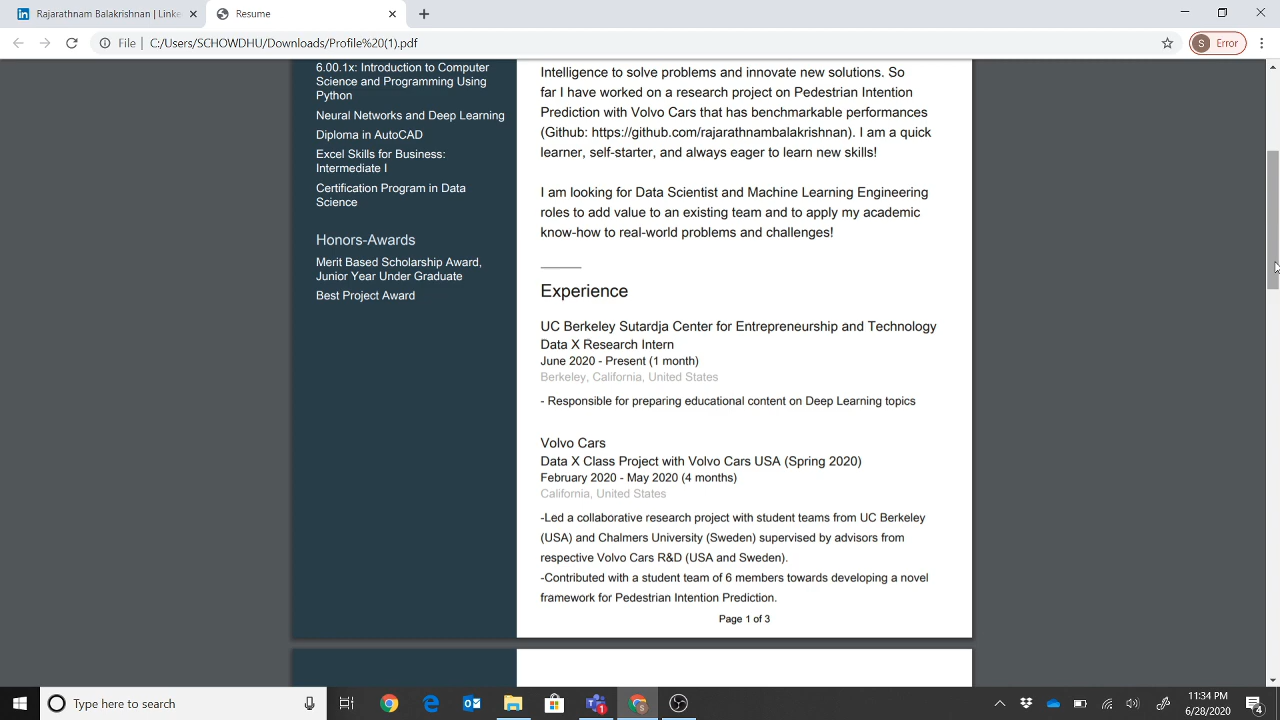 Rajarathnam Balakrishnan | Linke
Resume
File | C:/Users/SCHOWDHU/Downloads/Profile%20(1).pdf
S Error
6.00.1x: Introduction to Computer
Science and Programming Using
Python
Neural Networks and Deep Learning
Diploma in AutoCAD
Excel Skills for Business:
Intermediate I
Certification Program in Data
Science
Honors-Awards
Merit Based Scholarship Award,
Junior Year Under Graduate
Best Project Award
Intelligence to solve problems and innovate new solutions. So
far I have worked on a research project on Pedestrian Intention
Prediction with Volvo Cars that has benchmarkable performances
(Github: https://github.com/rajarathnambalakrishnan). I am a quick
learner, self-starter, and always eager to learn new skills!
I am looking for Data Scientist and Machine Learning Engineering
roles to add value to an existing team and to apply my academic
know-how to real-world problems and challenges!
Experience
UC Berkeley Sutardja Center for Entrepreneurship and Technology
Data X Research Intern
June 2020 - Present (1 month)
Berkeley, California, United States
- Responsible for preparing educational content on Deep Learning topics
Volvo Cars
Data X Class Project with Volvo Cars USA (Spring 2020)
February 2020 - May 2020 (4 months)
California, United States
-Led a collaborative research project with student teams from UC Berkeley
(USA) and Chalmers University (Sweden) supervised by advisors from
respective Volvo Cars R&D (USA and Sweden).
-Contributed with a student team of 6 members towards developing a novel
framework for Pedestrian Intention Prediction.
Page 1 of 3
Type here to search
11:34 PM
6/28/2020